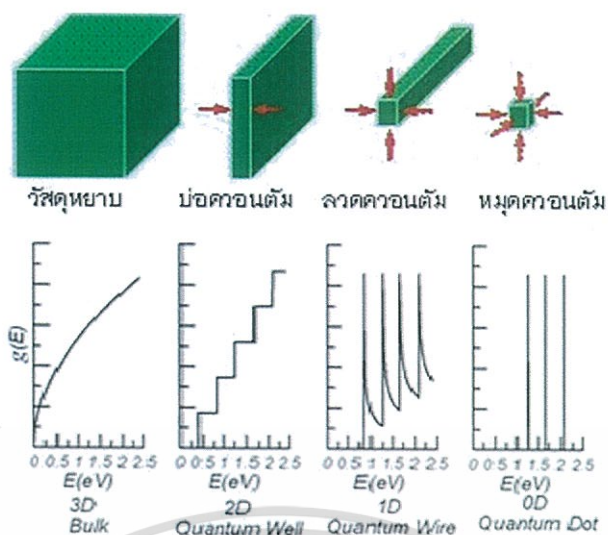 วัสดุหยาบ บ่อควอนตัม ลวดควอนตัม หมุดควอนตัม
g(E)
0 0.5 1 1.5 2 2.5 0 0.5 1 1.5 2 2.5 0 0.5 1 1.5 2 2.5 0 0.5 1 1.5 2 2.5
E(eV) E(eV) E(eV) E(eV)
3D 2D 1D 0D
Bulk Quantum Well Quantum Wire Quantum Dot